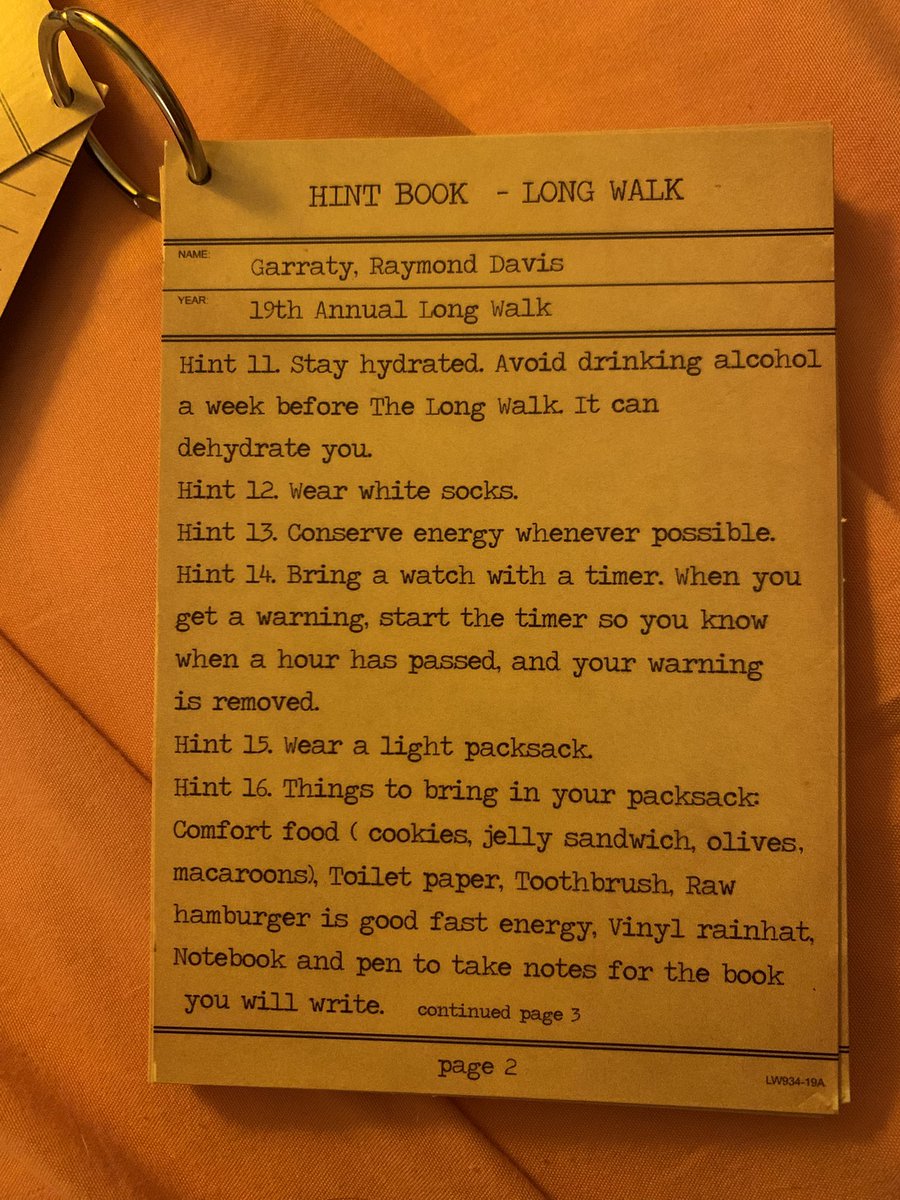 HINT BOOK - LONG WALK
NAME: Garraty, Raymond Davis
YEAR: 19th Annual Long Walk
Hint 11. Stay hydrated. Avoid drinking alcohol
a week before The Long Walk. It can
dehydrate you.
Hint 12. Wear white socks.
Hint 13. Conserve energy whenever possible.
Hint 14. Bring a watch with a timer. When you
get a warning, start the timer so you know
when a hour has passed, and your warning
is removed.
Hint 15. Wear a light packsack.
Hint 16. Things to bring in your packsack:
Comfort food ( cookies, jelly sandwich, olives,
macaroons), Toilet paper, Toothbrush, Raw
hamburger is good fast energy, Vinyl rainhat,
Notebook and pen to take notes for the book
you will write. continued page 3
page 2
LW934-19A